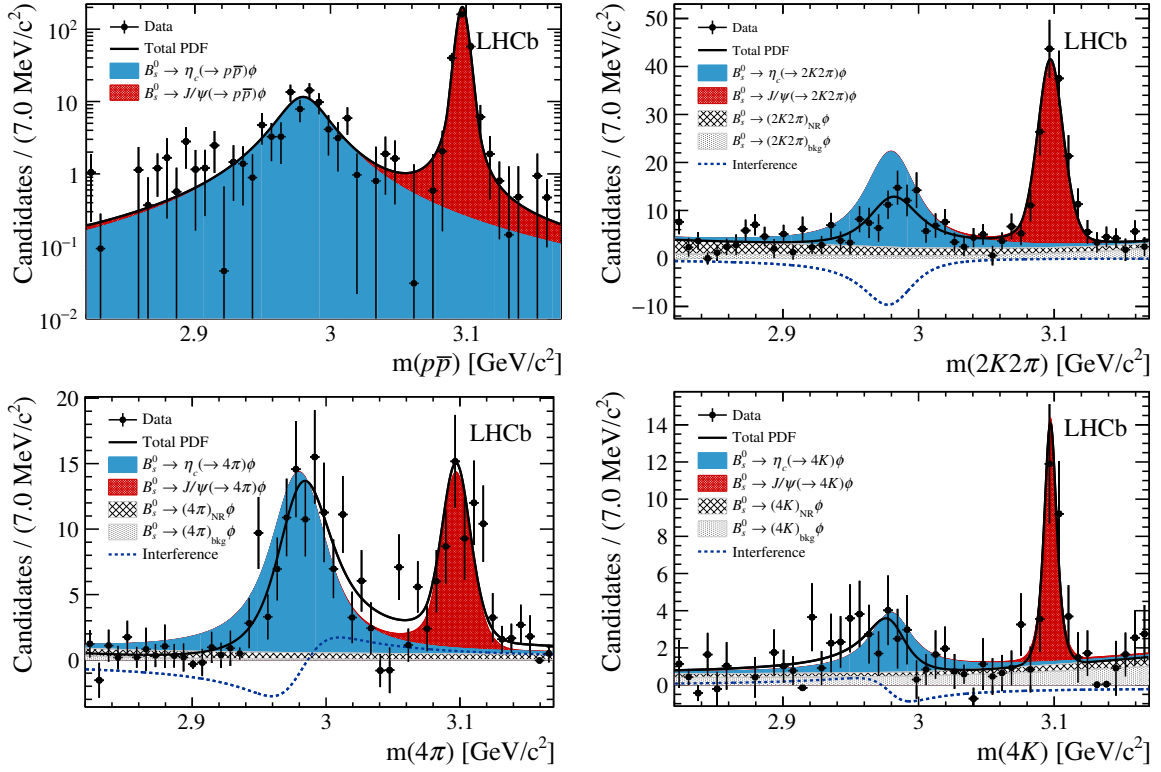 10²
10
1
10⁻¹
10⁻²
Candidates / (7.0 MeV/c²)
Data
Total PDF
B_s^0 → η_c(→ pp̅)ϕ
B_s^0 → J/ψ(→ pp̅)ϕ
LHCb
2.9 3 3.1
m(pp̅) [GeV/c²]
50
40
30
20
10
0
−10
Candidates / (7.0 MeV/c²)
Data
Total PDF
B_s^0 → η_c(→ 2K2π)ϕ
B_s^0 → J/ψ(→ 2K2π)ϕ
B_s^0 → (2K2π)_NR ϕ
B_s^0 → (2K2π)_bkg ϕ
Interference
LHCb
2.9 3 3.1
m(2K2π) [GeV/c²]
20
15
10
5
0
Candidates / (7.0 MeV/c²)
Data
Total PDF
B_s^0 → η_c(→ 4π)ϕ
B_s^0 → J/ψ(→ 4π)ϕ
B_s^0 → (4π)_NR ϕ
B_s^0 → (4π)_bkg ϕ
Interference
LHCb
2.9 3 3.1
m(4π) [GeV/c²]
14
12
10
8
6
4
2
0
Candidates / (7.0 MeV/c²)
Data
Total PDF
B_s^0 → η_c(→ 4K)ϕ
B_s^0 → J/ψ(→ 4K)ϕ
B_s^0 → (4K)_NR ϕ
B_s^0 → (4K)_bkg ϕ
Interference
LHCb
2.9 3 3.1
m(4K) [GeV/c²]